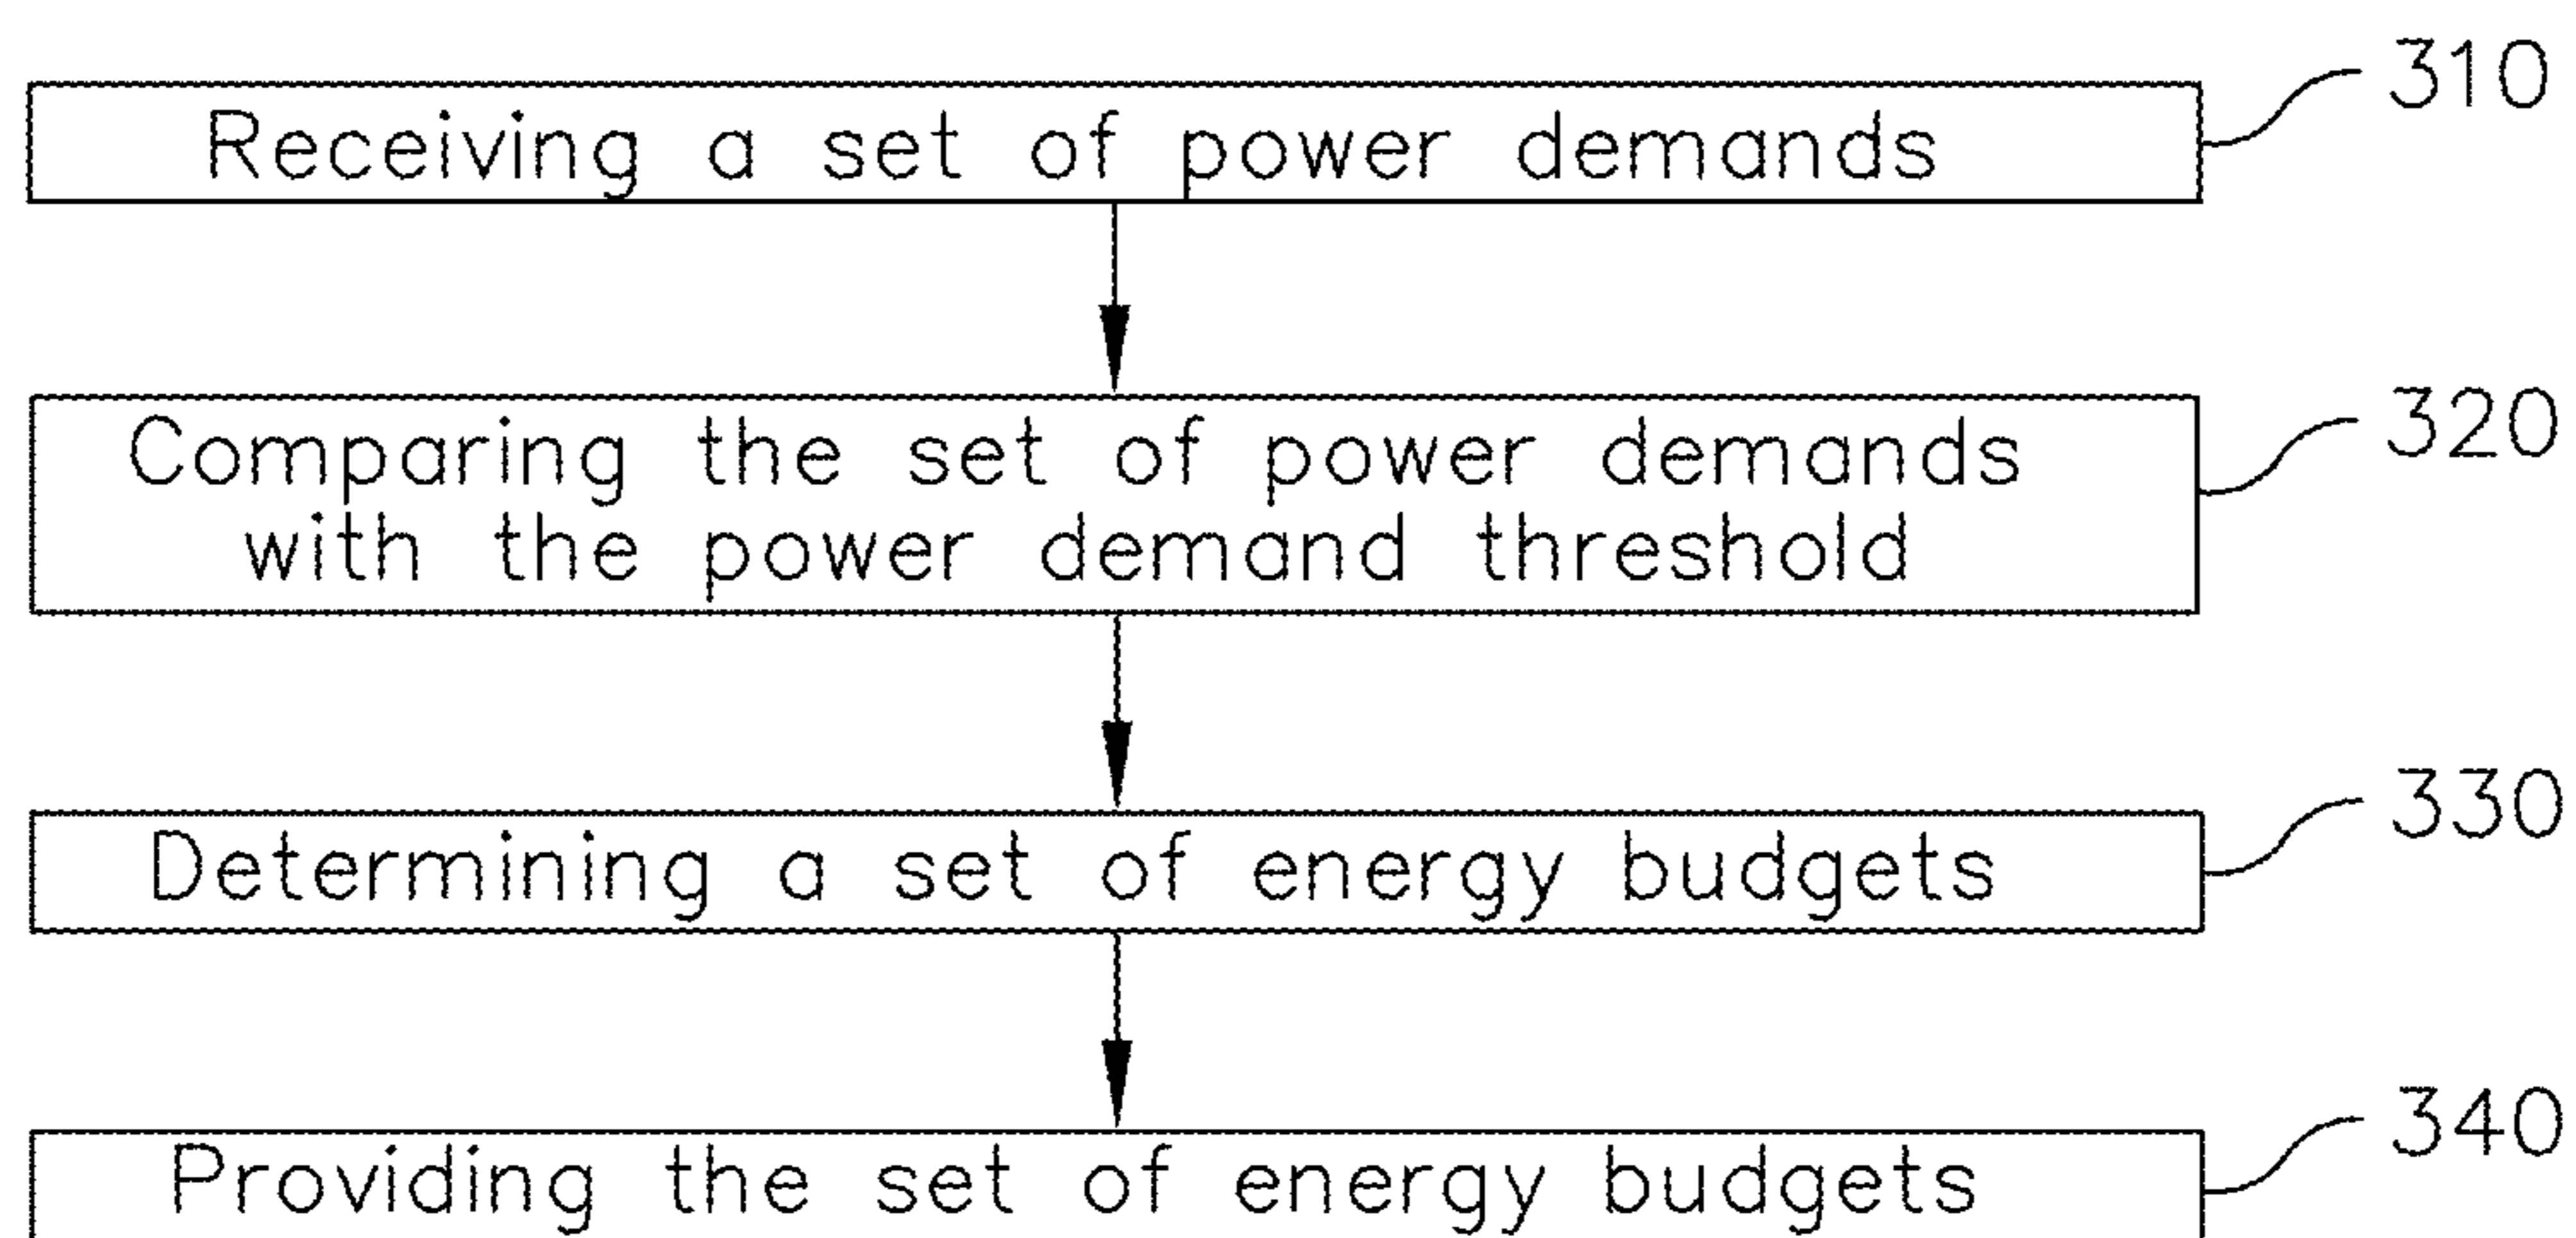 310
Receiving a set of power demands
320
Comparing the set of power demands
with the power demand threshold
330
Determining a set of energy budgets
340
Providing the set of energy budgets